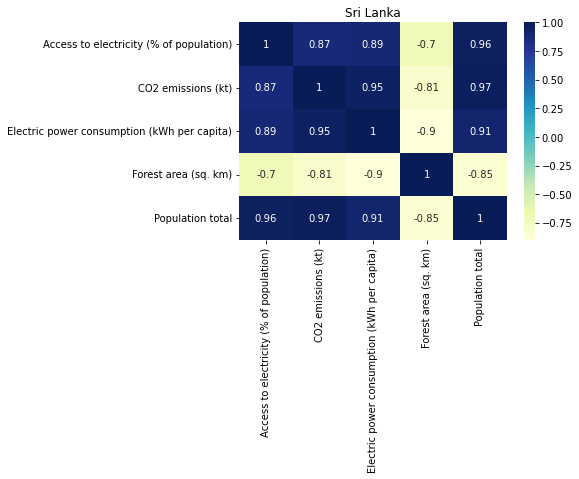 Sri Lanka
Access to electricity (% of population) 1 0.87 0.89 -0.7 0.96
CO2 emissions (kt) 0.87 1 0.95 -0.81 0.97
Electric power consumption (kWh per capita) 0.89 0.95 1 -0.9 0.91
Forest area (sq. km) -0.7 -0.81 -0.9 1 -0.85
Population total 0.96 0.97 0.91 -0.85 1
Access to electricity (% of population)
CO2 emissions (kt)
Electric power consumption (kWh per capita)
Forest area (sq. km)
Population total
1.00
0.75
0.50
0.25
0.00
−0.25
−0.50
−0.75